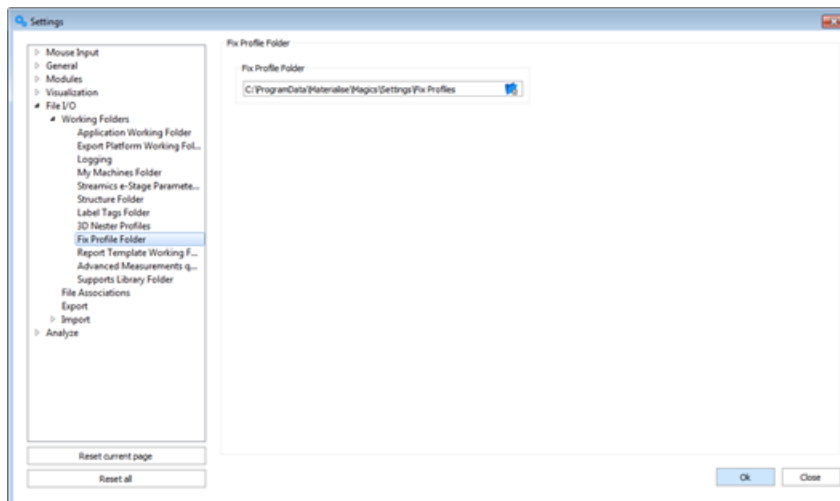 Settings
Mouse Input
General
Modules
Visualization
File I/O
Working Folders
Application Working Folder
Export Platform Working Fol...
Logging
My Machines Folder
Streamics e-Stage Paramete...
Structure Folder
Label Tags Folder
3D Nester Profiles
Fix Profile Folder
Report Template Working F...
Advanced Measurements q...
Supports Library Folder
File Associations
Export
Import
Analyze
Reset current page
Reset all
Fix Profile Folder
Fix Profile Folder
C:\ProgramData\Materialise\Magics\Settings\Fix Profiles
Ok
Close